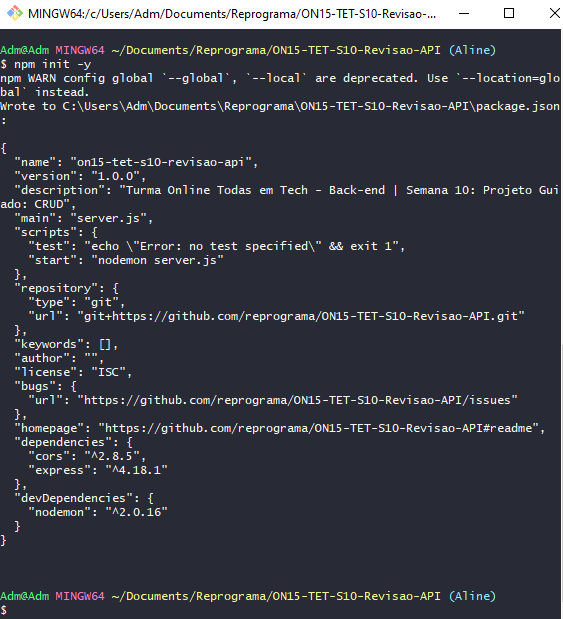 MINGW64:/c/Users/Adm/Documents/Reprograma/ON15-TET-S10-Revisao-...
Adm@Adm MINGW64 ~/Documents/Reprograma/ON15-TET-S10-Revisao-API (Aline)
$ npm init -y
npm WARN config global `--global`, `--local` are deprecated. Use `--location=glo
bal` instead.
Wrote to C:\Users\Adm\Documents\Reprograma\ON15-TET-S10-Revisao-API\package.json
:
{
  "name": "on15-tet-s10-revisao-api",
  "version": "1.0.0",
  "description": "Turma Online Todas em Tech - Back-end | Semana 10: Projeto Gui
ado: CRUD",
  "main": "server.js",
  "scripts": {
    "test": "echo \"Error: no test specified\" && exit 1",
    "start": "nodemon server.js"
  },
  "repository": {
    "type": "git",
    "url": "git+https://github.com/reprograma/ON15-TET-S10-Revisao-API.git"
  },
  "keywords": [],
  "author": "",
  "license": "ISC",
  "bugs": {
    "url": "https://github.com/reprograma/ON15-TET-S10-Revisao-API/issues"
  },
  "homepage": "https://github.com/reprograma/ON15-TET-S10-Revisao-API#readme",
  "dependencies": {
    "cors": "^2.8.5",
    "express": "^4.18.1"
  },
  "devDependencies": {
    "nodemon": "^2.0.16"
  }
}
Adm@Adm MINGW64 ~/Documents/Reprograma/ON15-TET-S10-Revisao-API (Aline)
$